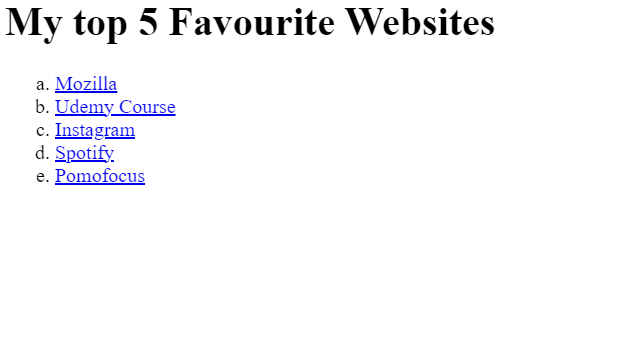 My top 5 Favourite Websites
a. Mozilla
b. Udemy Course
c. Instagram
d. Spotify
e. Pomofocus